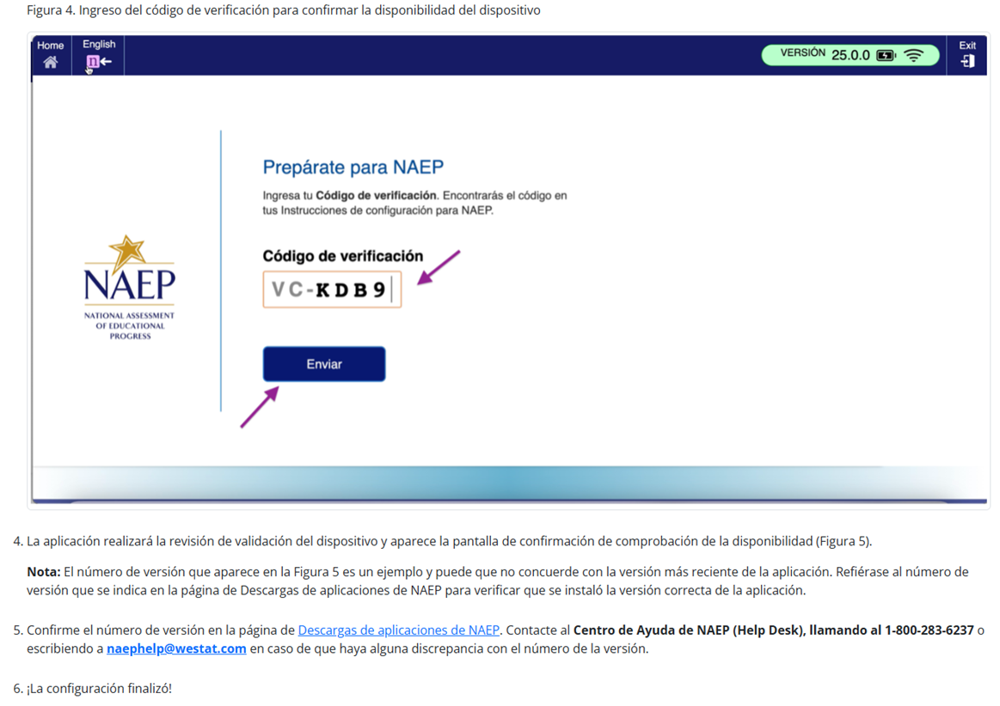 Figura 4. Ingreso del código de verificación para confirmar la disponibilidad del dispositivo
Home
English
n
VERSIÓN 25.0.0
Exit
Prepárate para NAEP
Ingresa tu Código de verificación. Encontrarás el código en
tus Instrucciones de configuración para NAEP.
Código de verificación
VC-KDB9
Enviar
NAEP
NATIONAL ASSESSMENT
OF EDUCATIONAL
PROGRESS
4. La aplicación realizará la revisión de validación del dispositivo y aparece la pantalla de confirmación de comprobación de la disponibilidad (Figura 5).
Nota: El número de versión que aparece en la Figura 5 es un ejemplo y puede que no concuerde con la versión más reciente de la aplicación. Refiérase al número de
versión que se indica en la página de Descargas de aplicaciones de NAEP para verificar que se instaló la versión correcta de la aplicación.
5. Confirme el número de versión en la página de Descargas de aplicaciones de NAEP. Contacte al Centro de Ayuda de NAEP (Help Desk), llamando al 1-800-283-6237 o
escribiendo a naephelp@westat.com en caso de que haya alguna discrepancia con el número de la versión.
6. ¡La configuración finalizó!